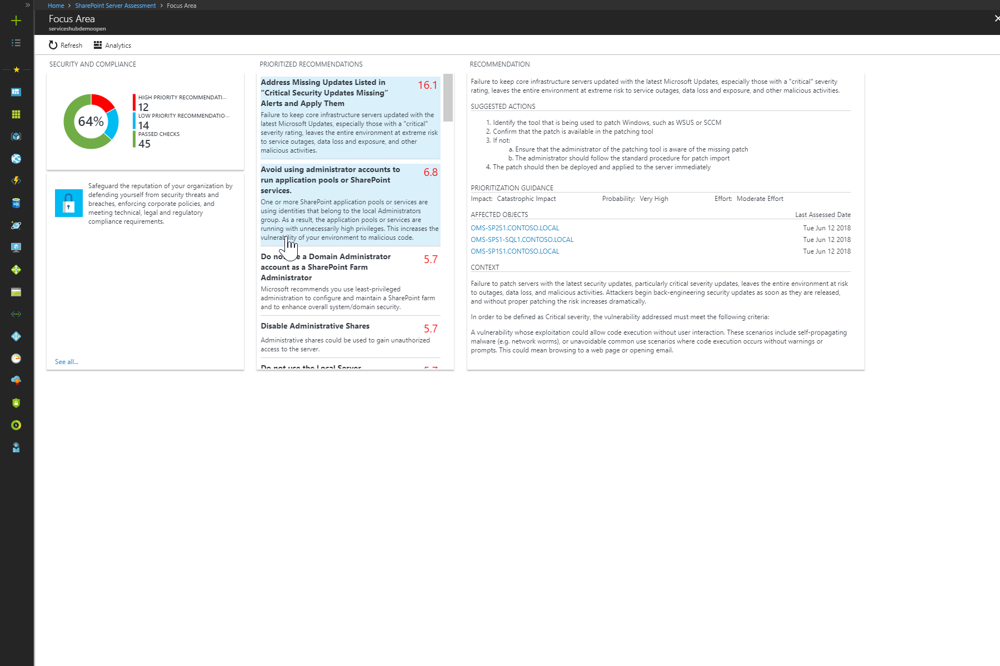 Home > SharePoint Server Assessment > Focus Area
Focus Area
serviceshubdemoopen
Refresh Analytics
SECURITY AND COMPLIANCE
64%
HIGH PRIORITY RECOMMENDATI...
12
LOW PRIORITY RECOMMENDATIO...
14
PASSED CHECKS
45
Safeguard the reputation of your organization by
defending yourself from security threats and
breaches, enforcing corporate policies, and
meeting technical, legal and regulatory
compliance requirements.
See all...
PRIORITIZED RECOMMENDATIONS
Address Missing Updates Listed in 16.1
“Critical Security Updates Missing”
Alerts and Apply Them
Failure to keep core infrastructure servers updated with the
latest Microsoft Updates, especially those with a "critical"
severity rating, leaves the entire environment at extreme risk
to service outages, data loss and exposure, and other
malicious activities.
Avoid using administrator accounts to 6.8
run application pools or SharePoint
services.
One or more SharePoint application pools or services are
using identities that belong to the local Administrators
group. As a result, the application pools or services are
running with unnecessarily high privileges. This increases the
vulnerability of your environment to malicious code.
Do no e a Domain Administrator 5.7
account as a SharePoint Farm
Administrator
Microsoft recommends you use least-privileged
administration to configure and maintain a SharePoint farm
and to enhance overall system/domain security.
Disable Administrative Shares 5.7
Administrative shares could be used to gain unauthorized
access to the server.
Do not use the Local Server 5.7
RECOMMENDATION
Failure to keep core infrastructure servers updated with the latest Microsoft Updates, especially those with a "critical" severity
rating, leaves the entire environment at extreme risk to service outages, data loss and exposure, and other malicious activities.
SUGGESTED ACTIONS
1. Identify the tool that is being used to patch Windows, such as WSUS or SCCM
2. Confirm that the patch is available in the patching tool
3. If not:
a. Ensure that the administrator of the patching tool is aware of the missing patch
b. The administrator should follow the standard procedure for patch import
4. The patch should then be deployed and applied to the server immediately
PRIORITIZATION GUIDANCE
Impact: Catastrophic Impact Probability: Very High Effort: Moderate Effort
AFFECTED OBJECTS Last Assessed Date
OMS-SP2S1.CONTOSO.LOCAL Tue Jun 12 2018
OMS-SPS1-SQL1.CONTOSO.LOCAL Tue Jun 12 2018
OMS-SP1S1.CONTOSO.LOCAL Tue Jun 12 2018
CONTEXT
Failure to patch servers with the latest security updates, particularly critical severity updates, leaves the entire environment at risk
to outages, data loss, and malicious activities. Attackers begin back-engineering security updates as soon as they are released,
and without proper patching the risk increases dramatically.
In order to be defined as Critical severity, the vulnerability addressed must meet the following criteria:
A vulnerability whose exploitation could allow code execution without user interaction. These scenarios include self-propagating
malware (e.g. network worms), or unavoidable common use scenarios where code execution occurs without warnings or
prompts. This could mean browsing to a web page or opening email.